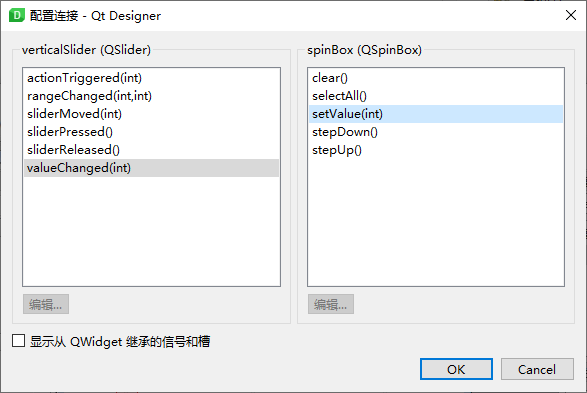 配置连接 - Qt Designer
verticalSlider (QSlider)
actionTriggered(int)
rangeChanged(int,int)
sliderMoved(int)
sliderPressed()
sliderReleased()
valueChanged(int)
编辑...
spinBox (QSpinBox)
clear()
selectAll()
setValue(int)
stepDown()
stepUp()
编辑...
显示从 QWidget 继承的信号和槽
OK
Cancel